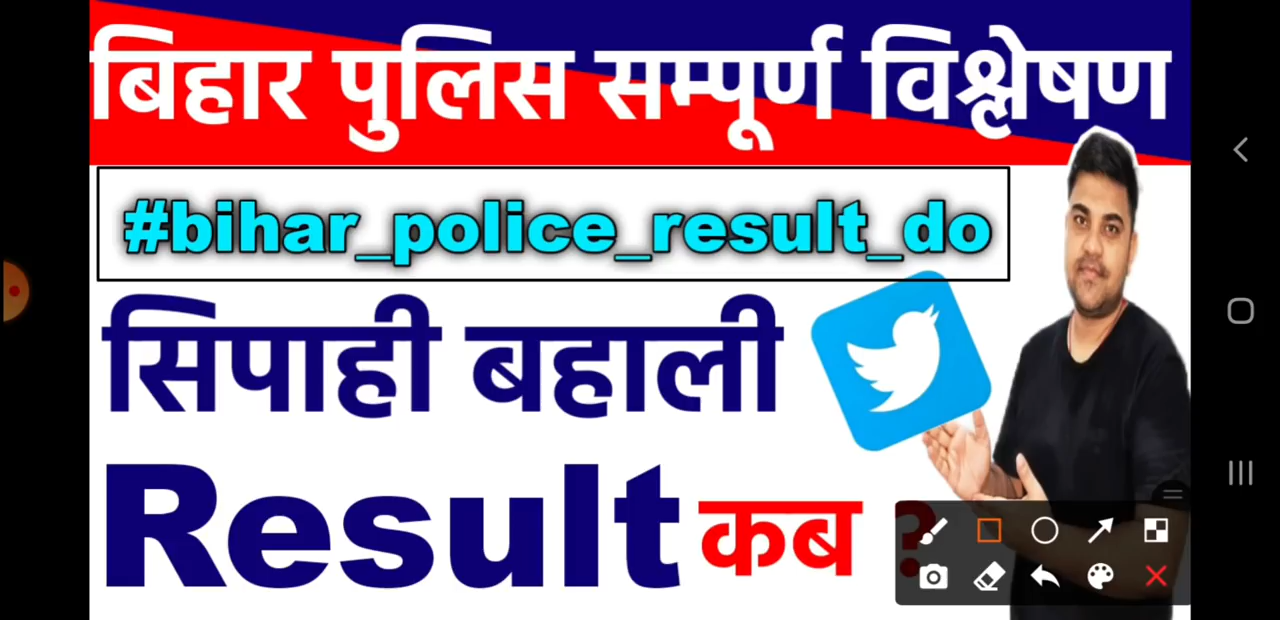 बिहार पुलिस सम्पूर्ण विश्लेषण
#bihar_police_result_do
सिपाही बहाली
Result कब ?